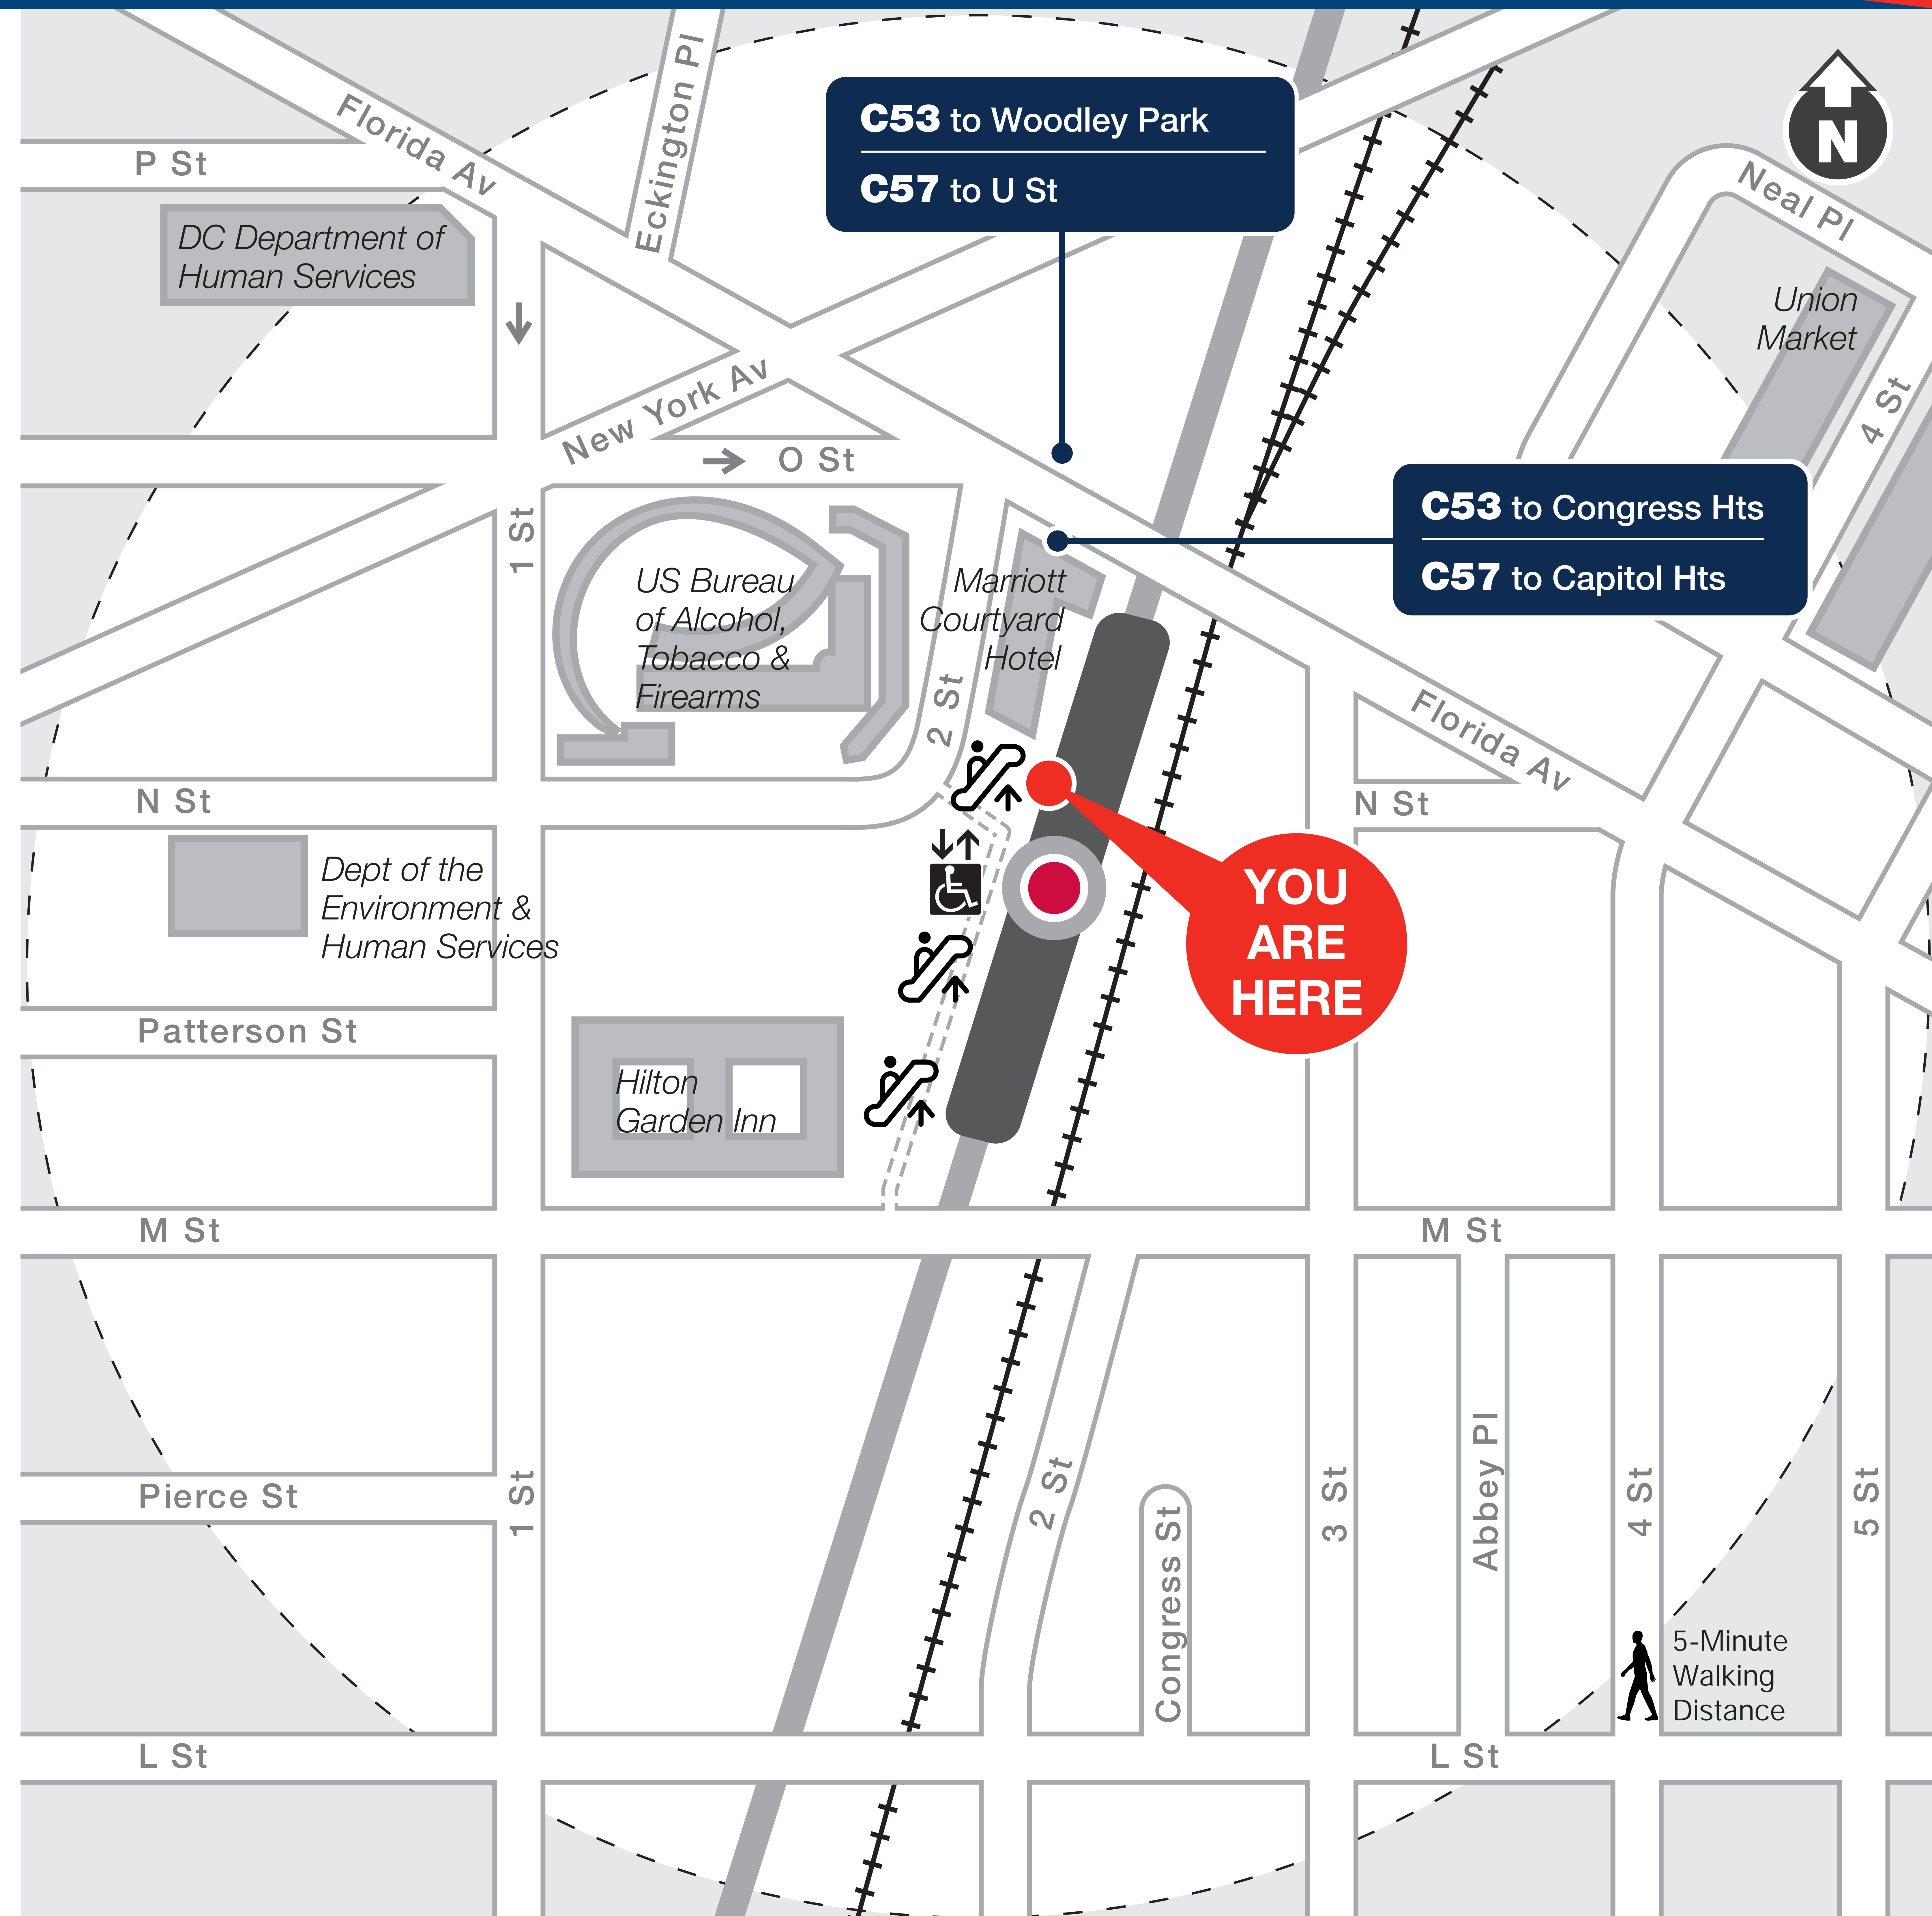 Eckington Pl
Florida Av
P St
C53 to Woodley Park
C57 to U St
N
Neal Pl
DC Department of
Human Services
Union
Market
4 St
New York Av
O St
C53 to Congress Hts
C57 to Capitol Hts
1 St
US Bureau
of Alcohol,
Tobacco &
Firearms
Marriott
Courtyard
Hotel
2 St
Florida Av
N St
N St
YOU
ARE
HERE
Dept of the
Environment &
Human Services
Patterson St
Hilton
Garden Inn
M St
M St
Pierce St
1 St
2 St
Congress St
3 St
Abbey Pl
4 St
5 St
5-Minute
Walking
Distance
L St
L St